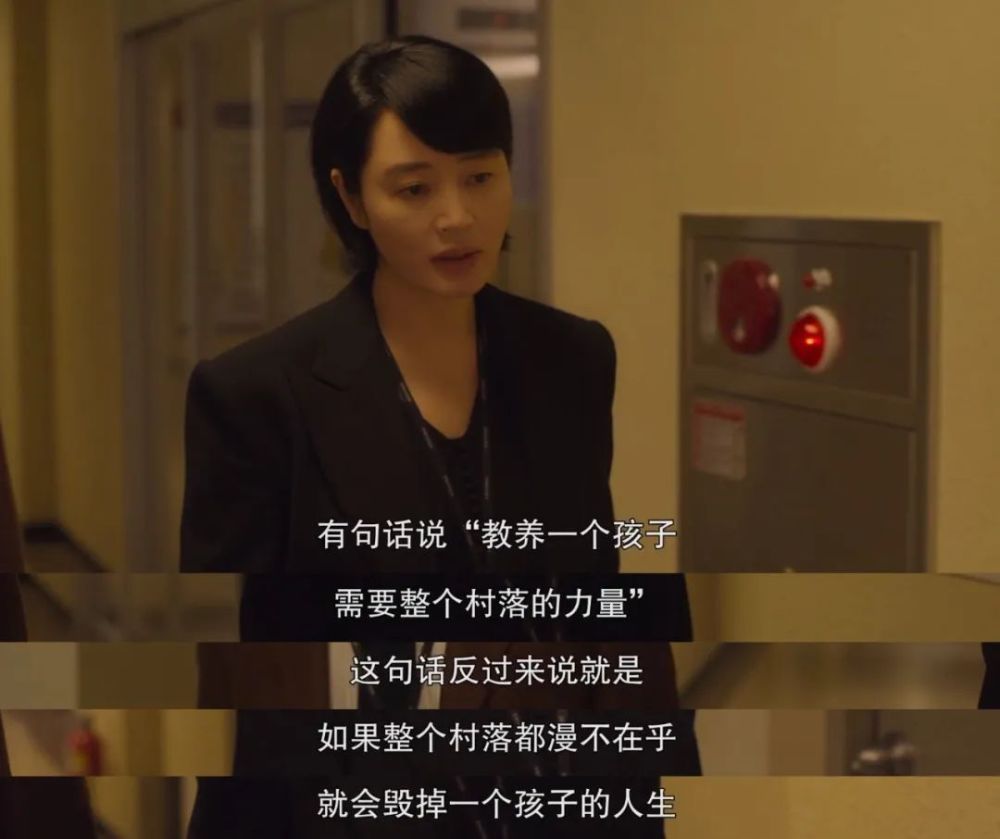 有句话说“教养一个孩子
需要整个村落的力量”
这句话反过来说就是
如果整个村落都漫不在乎
就会毁掉一个孩子的人生